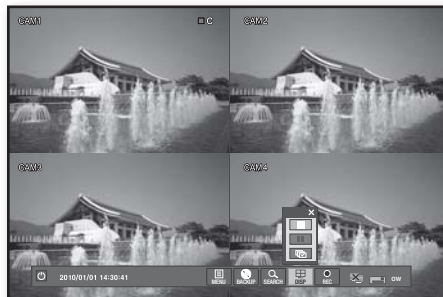 CAM1
C
CAM2
CAM3
CAM4
2010/01/01 14:30:41
MENU
BACKUP
SEARCH
DISP
REC
OW